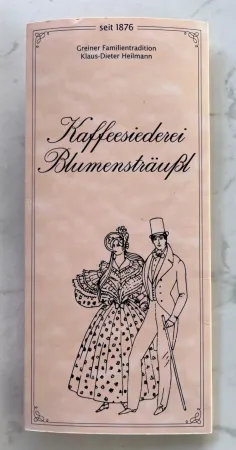 seit 1876
Greiner Familientradition
Klaus-Dieter Heilmann
Kaffeesiederei
Blumensträußl